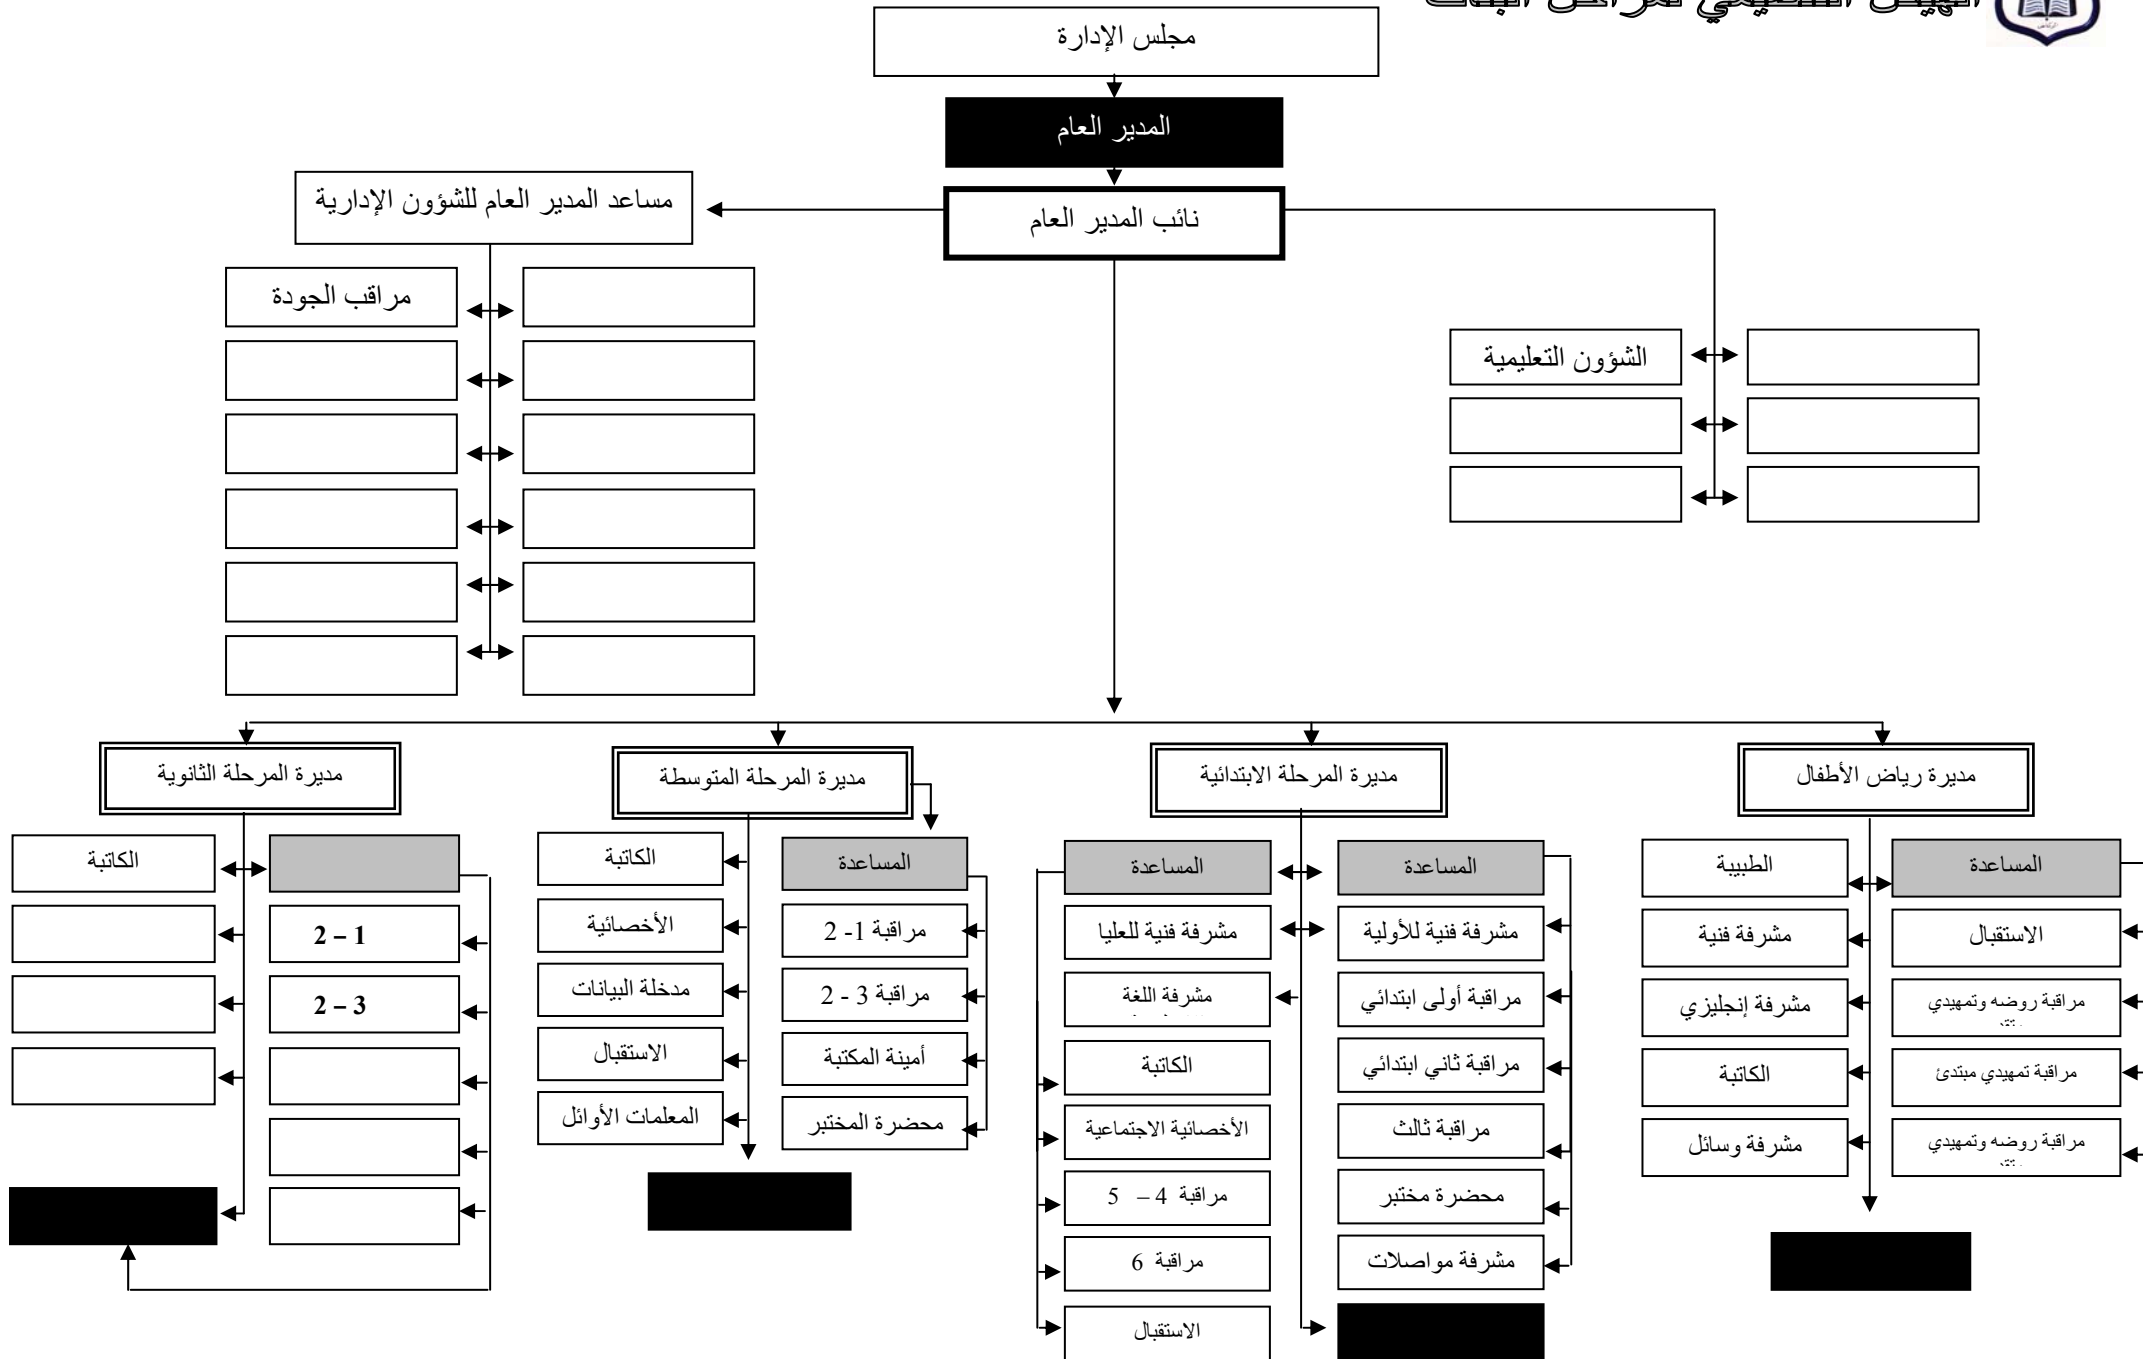 مجلس الإدارة
المدير العام
نائب المدير العام
مساعد المدير العام للشؤون الإدارية
مراقب الجودة
الشؤون التعليمية
مديرة رياض الأطفال
المساعدة
الطبيبة
الاستقبال
مشرفة فنية
مراقبة روضه وتمهيدي
مشرفة إنجليزي
مراقبة تمهيدي مبتدئ
الكاتبة
مراقبة روضه وتمهيدي
مشرفة وسائل
مديرة المرحلة الابتدائية
المساعدة
المساعدة
مشرفة فنية للأولية
مشرفة فنية للعليا
مراقبة أولى ابتدائي
مشرفة اللغة
مراقبة ثاني ابتدائي
الكاتبة
مراقبة ثالث
الأخصائية الاجتماعية
محضرة مختبر
مراقبة 4 – 5
مشرفة مواصلات
مراقبة 6
الاستقبال
مديرة المرحلة المتوسطة
المساعدة
الكاتبة
مراقبة 1- 2
الأخصائية
مراقبة 3 - 2
مدخلة البيانات
أمينة المكتبة
الاستقبال
محضرة المختبر
المعلمات الأوائل
مديرة المرحلة الثانوية
الكاتبة
2 – 1
2 – 3